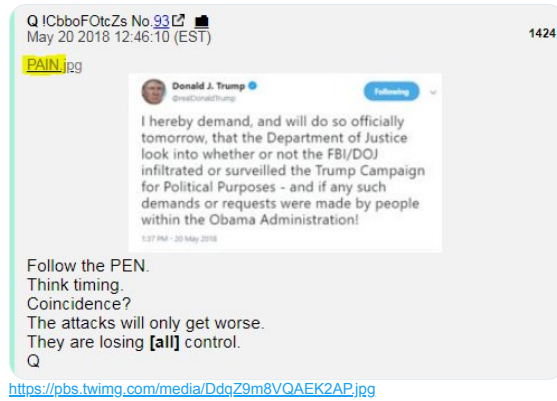 Q !CbboFOtcZs No.93
May 20 2018 12:46:10 (EST)
1424
PAIN.jpg
Donald J. Trump
@realDonaldTrump
Following
I hereby demand, and will do so officially
tomorrow, that the Department of Justice
look into whether or not the FBI/DOJ
infiltrated or surveilled the Trump Campaign
for Political Purposes - and if any such
demands or requests were made by people
within the Obama Administration!
1:37 PM - 20 May 2018
Follow the PEN.
Think timing.
Coincidence?
The attacks will only get worse.
They are losing [all] control.
Q
https://pbs.twimg.com/media/DdqZ9m8VQAEK2AP.jpg